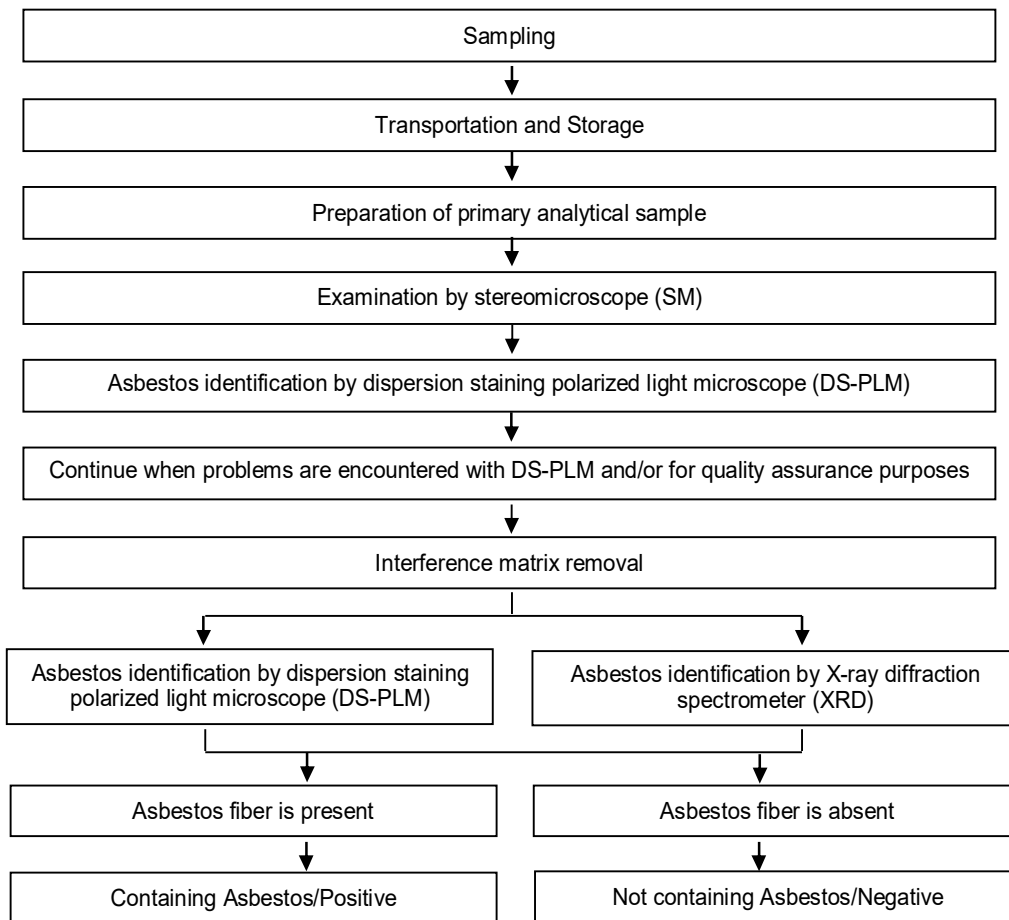 Sampling
Transportation and Storage
Preparation of primary analytical sample
Examination by stereomicroscope (SM)
Asbestos identification by dispersion staining polarized light microscope (DS-PLM)
Continue when problems are encountered with DS-PLM and/or for quality assurance purposes
Interference matrix removal
Asbestos identification by dispersion staining
polarized light microscope (DS-PLM)
Asbestos identification by X-ray diffraction
spectrometer (XRD)
Asbestos fiber is present
Asbestos fiber is absent
Containing Asbestos/Positive
Not containing Asbestos/Negative